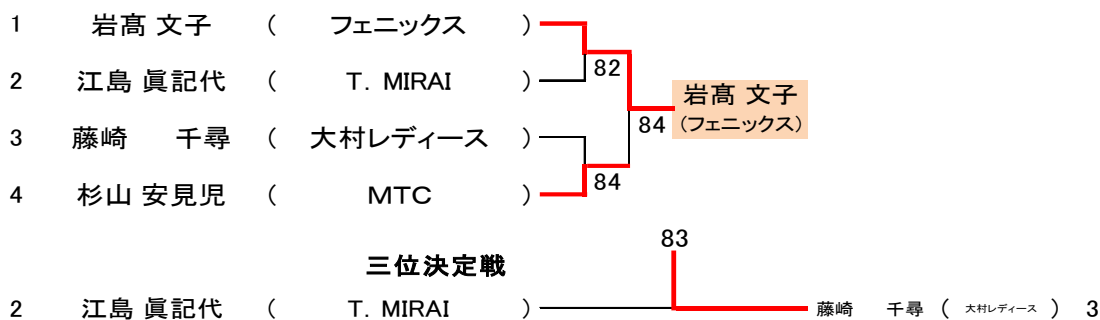 1 岩髙 文子 ( フェニックス )
82
2 江島 眞記代 ( T. MIRAI )
岩髙 文子
84 (フェニックス)
3 藤崎 千尋 ( 大村レディース )
84
4 杉山 安見児 ( MTC )
83
三位決定戦
2 江島 眞記代 ( T. MIRAI ) 藤崎 千尋 ( 大村レディース ) 3